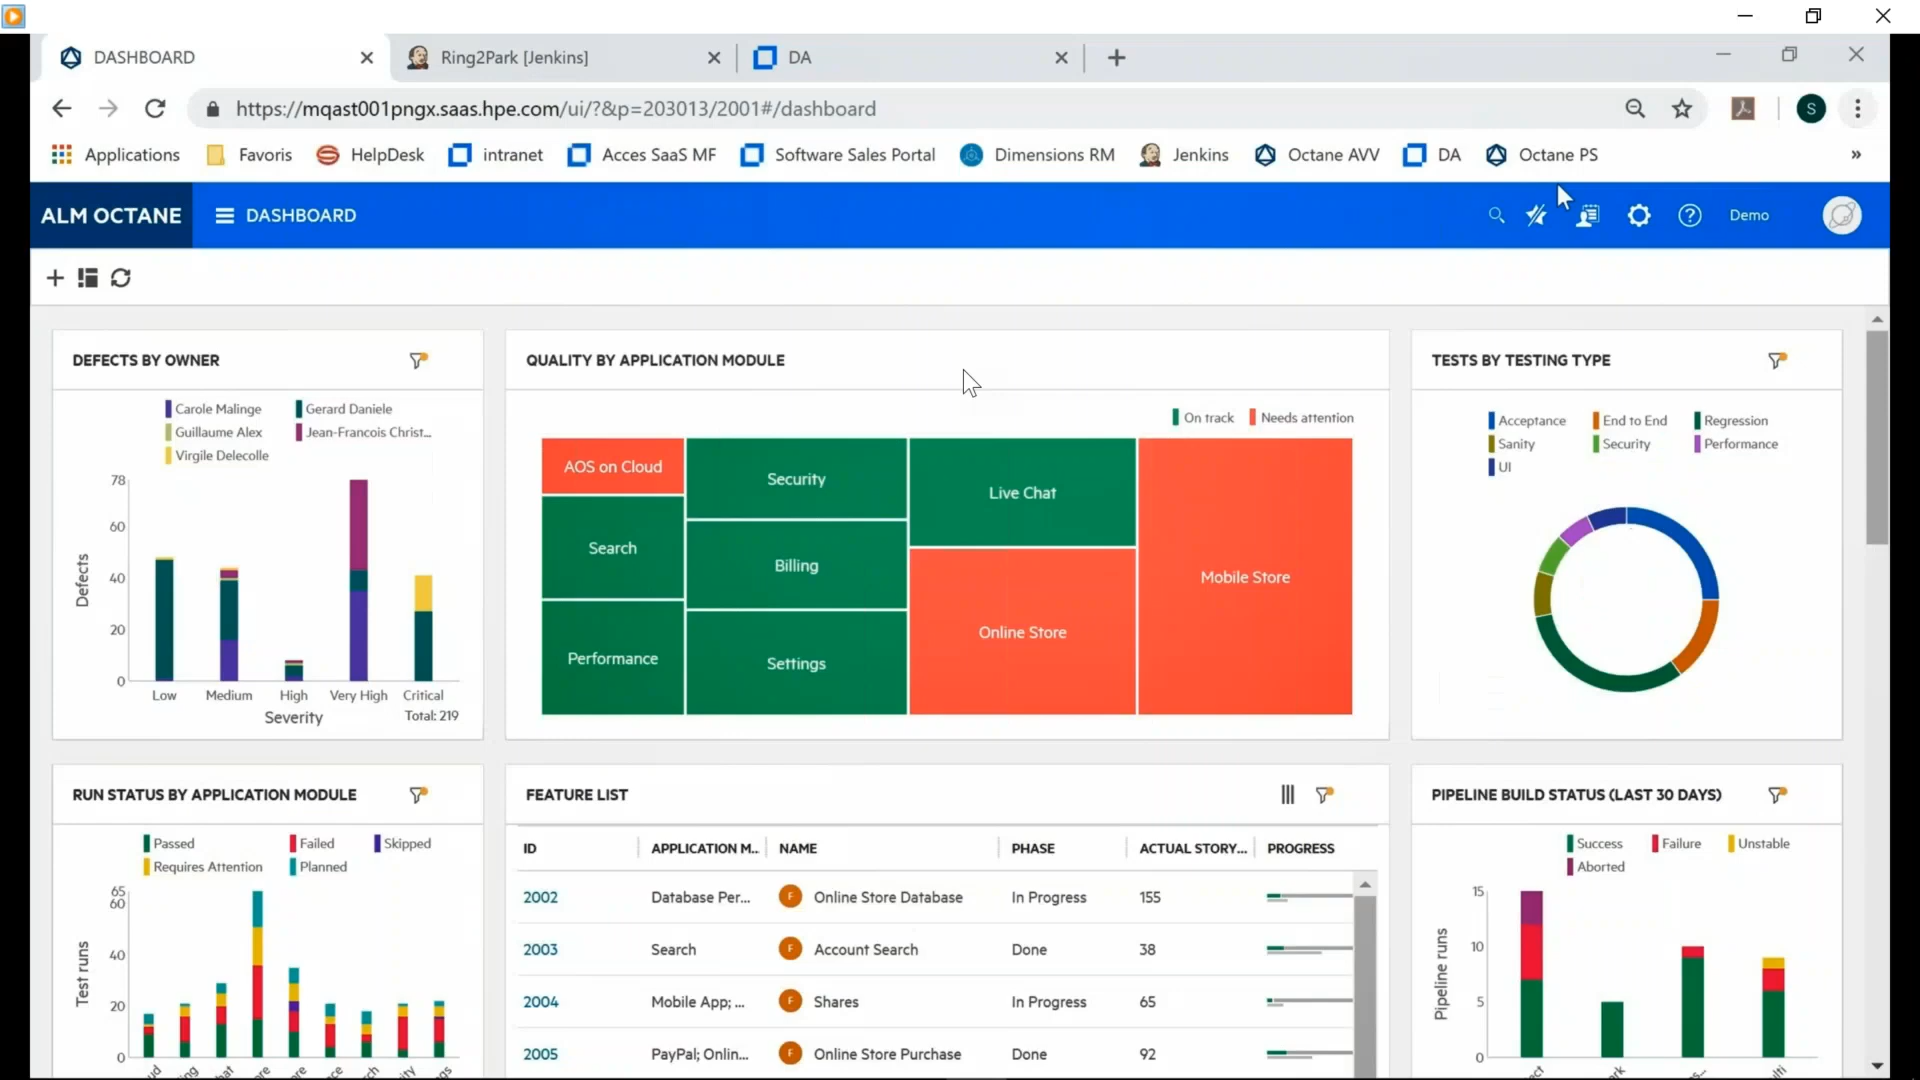 DASHBOARD
Ring2Park [Jenkins]
DA
https://mqast001pngx.saas.hpe.com/ui/?&p=203013/2001#/dashboard
S
Applications
Favoris
HelpDesk
intranet
Acces SaaS MF
Software Sales Portal
Dimensions RM
Jenkins
Octane AVV
DA
Octane PS
»
ALM OCTANE
DASHBOARD
Demo
DEFECTS BY OWNER
Carole Malinge
Gerard Daniele
Guillaume Alex
Jean-Francois Christ...
Virgile Delecolle
78
60
40
20
0
Defects
Low
Medium
High
Very High
Critical
Severity
Total: 219
QUALITY BY APPLICATION MODULE
On track
Needs attention
AOS on Cloud
Search
Performance
Security
Billing
Settings
Live Chat
Online Store
Mobile Store
TESTS BY TESTING TYPE
Acceptance
End to End
Regression
Sanity
Security
Performance
UI
RUN STATUS BY APPLICATION MODULE
Passed
Failed
Skipped
Requires Attention
Planned
65
60
40
20
0
Test runs
FEATURE LIST
ID
APPLICATION M...
NAME
PHASE
ACTUAL STORY...
PROGRESS
2002
Database Per...
F
Online Store Database
In Progress
155
2003
Search
F
Account Search
Done
38
2004
Mobile App; ...
F
Shares
In Progress
65
2005
PayPal; Onlin...
F
Online Store Purchase
Done
92
PIPELINE BUILD STATUS (LAST 30 DAYS)
Success
Failure
Unstable
Aborted
15
10
5
0
Pipeline runs